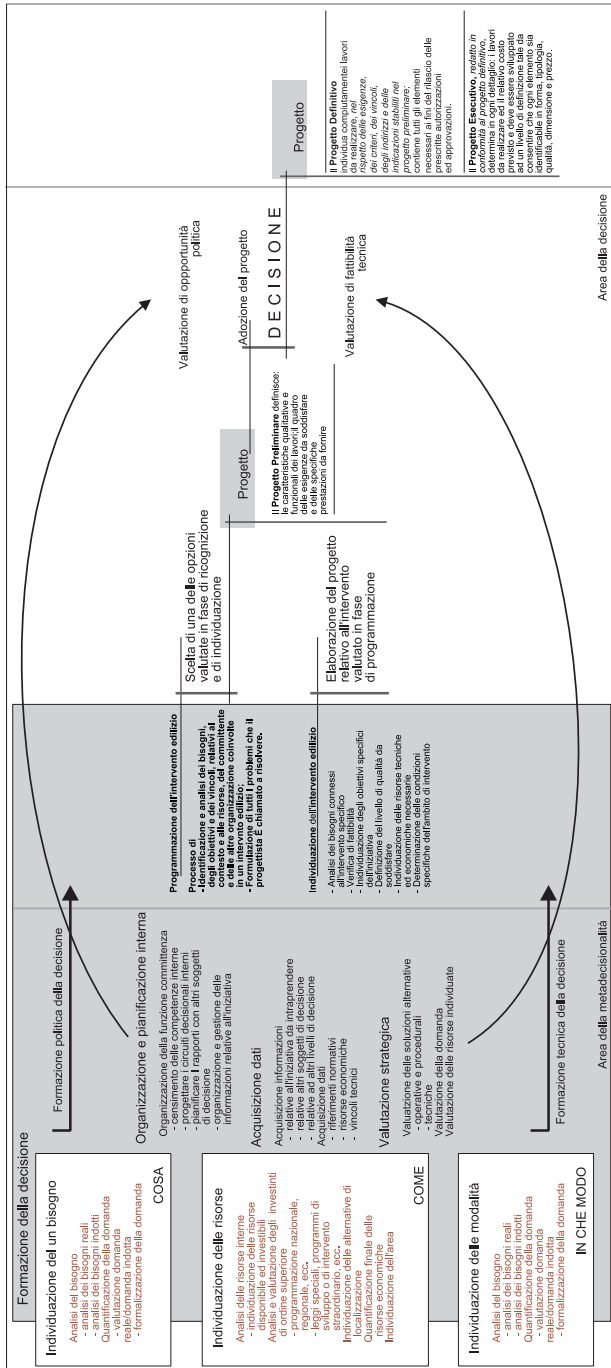 Formazione della decisione
Individuazione del un bisogno
Analisi del bisogno
- analisi dei bisogni reali
- analisi dei bisogni indotti
Quantificazione della domanda
- valutazione domanda
reale/domanda indotta
- formalizzazione della domanda
COSA
Individuazione delle risorse
Analisi delle risorse interne
- individuazione delle risorse
disponibile ed investibili
Analisi e valutazione degli investinti
di ordine superiore
- programmazione nazionale,
regionale, ecc.
- leggi speciali, programmi di
sviluppo o di intervento
straordinario, ecc.
Individuazione delle alternative di
localizzazione
Quantificazione finale delle
risorse economiche
Individuazione dell'area
COME
Individuazione delle modalità
Analisi del bisogno
- analisi dei bisogni reali
- analisi dei bisogni indotti
Quantificazione della domanda
- valutazione domanda
reale/domanda indotta
- formalizzazione della domanda
IN CHE MODO
Formazione politica della decisione
Organizzazione e pianificazione interna
Organizzazione della funzione committenza
- censimento delle competenze interne
- progettare i circuiti decisionali interni
- pianificare I rapporti con altri soggetti
di decisione
- organizzazione e gestione delle
informazioni relative all'iniziativa
Acquisizione dati
Acquisizione informazioni
- relative all'iniziativa da intraprendere
- relative altri soggetti di decisione
- relative ad altri livelli di decisione
Acquisizione dati
- riferimenti normativi
- risorse economiche
- vincoli tecnici
Valutazione strategica
Valuatzione delle soluzioni alternative
- operative e procedurali
- tecniche
Valutazione della domanda
Valutazione delle risorse individuate
Formazione tecnica della decisione
Area della metadecisionalità
Programmazione dell'intervento edilizio
Processo di
- Identificazione e analisi dei bisogni,
degli obiettivi e dei vincoli, relativi al
contesto e alle risorse, del committente
e delle altre organizzazione coinvolte
in un intervento edilizio;
- Formulazione di tutti I problemi che il
progettista È chiamato a risolvere.
Individuazione dell'intervento edilizio
- Analisi dei bisogni connessi
all'intervento specifico
- Verifica di fattibilità
- Inidividuazione degli obiettivi specifici
dell'iniziativa
- Definizione del livello di qualità da
soddisfare
- Individuazione delle risorse tecniche
ed economiche necessarie
- Determinazione delle condizioni
specifiche dell'ambito di intervento
Scelta di una delle opzioni
valutate in fase di ricognizione
e di individuazione
Elaborazione del progetto
relativo all'intervento
valutato in fase
di programmazione
Progetto
Il Progetto Preliminare definisce:
le caratteristiche qualitative e
funzionali dei lavori;il quadro
delle esigenze da soddisfare
e delle specifiche
prestazioni da fornire
Valutazione di oppportunità
politica
Adozione del progetto
DECISIONE
Valutazione di fattibilità
tecnica
Area della decisione
Progetto
Il Progetto Definitivo
individua compiutamentei lavori
da realizzare, nel
rispetto delle esigenze,
dei criteri, dei vincoli,
degli indirizzi e delle
indicazioni stabiliti nel
progetto preliminare;
contiene tutti gli elementi
necessari ai fini del rilascio delle
prescritte autorizzazioni
ed approvazioni.
Il Progetto Esecutivo, redatto in
conformità al progetto definitivo,
determina in ogni dettaglio: i lavori
da realizzare ed il relativo costo
previsto e deve essere sviluppato
ad un livello di definizione tale da
consentire che ogni elemento sia
identificabile in forma, tipologia,
qualità, dimensione e prezzo.